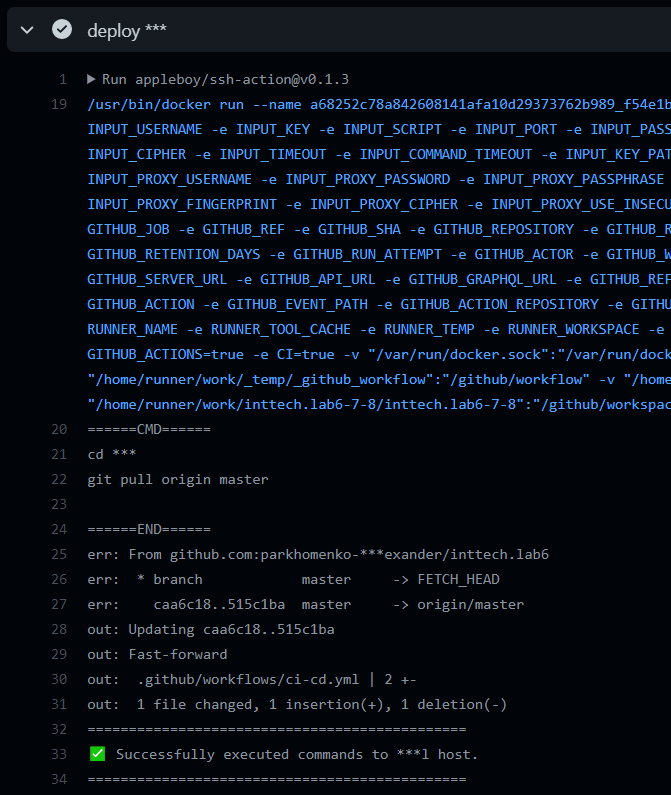 deploy ***
1 Run appleboy/ssh-action@v0.1.3
19 /usr/bin/docker run --name a68252c78a842608141afa10d29373762b989_f54e1b
INPUT_USERNAME -e INPUT_KEY -e INPUT_SCRIPT -e INPUT_PORT -e INPUT_PASS
INPUT_CIPHER -e INPUT_TIMEOUT -e INPUT_COMMAND_TIMEOUT -e INPUT_KEY_PAT
INPUT_PROXY_USERNAME -e INPUT_PROXY_PASSWORD -e INPUT_PROXY_PASSPHRASE
INPUT_PROXY_FINGERPRINT -e INPUT_PROXY_CIPHER -e INPUT_PROXY_USE_INSECU
GITHUB_JOB -e GITHUB_REF -e GITHUB_SHA -e GITHUB_REPOSITORY -e GITHUB_R
GITHUB_RETENTION_DAYS -e GITHUB_RUN_ATTEMPT -e GITHUB_ACTOR -e GITHUB_W
GITHUB_SERVER_URL -e GITHUB_API_URL -e GITHUB_GRAPHQL_URL -e GITHUB_REF
GITHUB_ACTION -e GITHUB_EVENT_PATH -e GITHUB_ACTION_REPOSITORY -e GITHU
RUNNER_NAME -e RUNNER_TOOL_CACHE -e RUNNER_TEMP -e RUNNER_WORKSPACE -e
GITHUB_ACTIONS=true -e CI=true -v "/var/run/docker.sock":"/var/run/dock
"/home/runner/work/_temp/_github_workflow":"/github/workflow" -v "/home
"/home/runner/work/inttech.lab6-7-8/inttech.lab6-7-8":"/github/workspac
20 ======CMD======
21 cd ***
22 git pull origin master
23
24 ======END======
25 err: From github.com:parkhomenko-***exander/inttech.lab6
26 err:  * branch            master     -> FETCH_HEAD
27 err:    caa6c18..515c1ba  master     -> origin/master
28 out: Updating caa6c18..515c1ba
29 out: Fast-forward
30 out:  .github/workflows/ci-cd.yml | 2 +-
31 out:  1 file changed, 1 insertion(+), 1 deletion(-)
32 ==============================================
33 ✅ Successfully executed commands to ***l host.
34 ==============================================